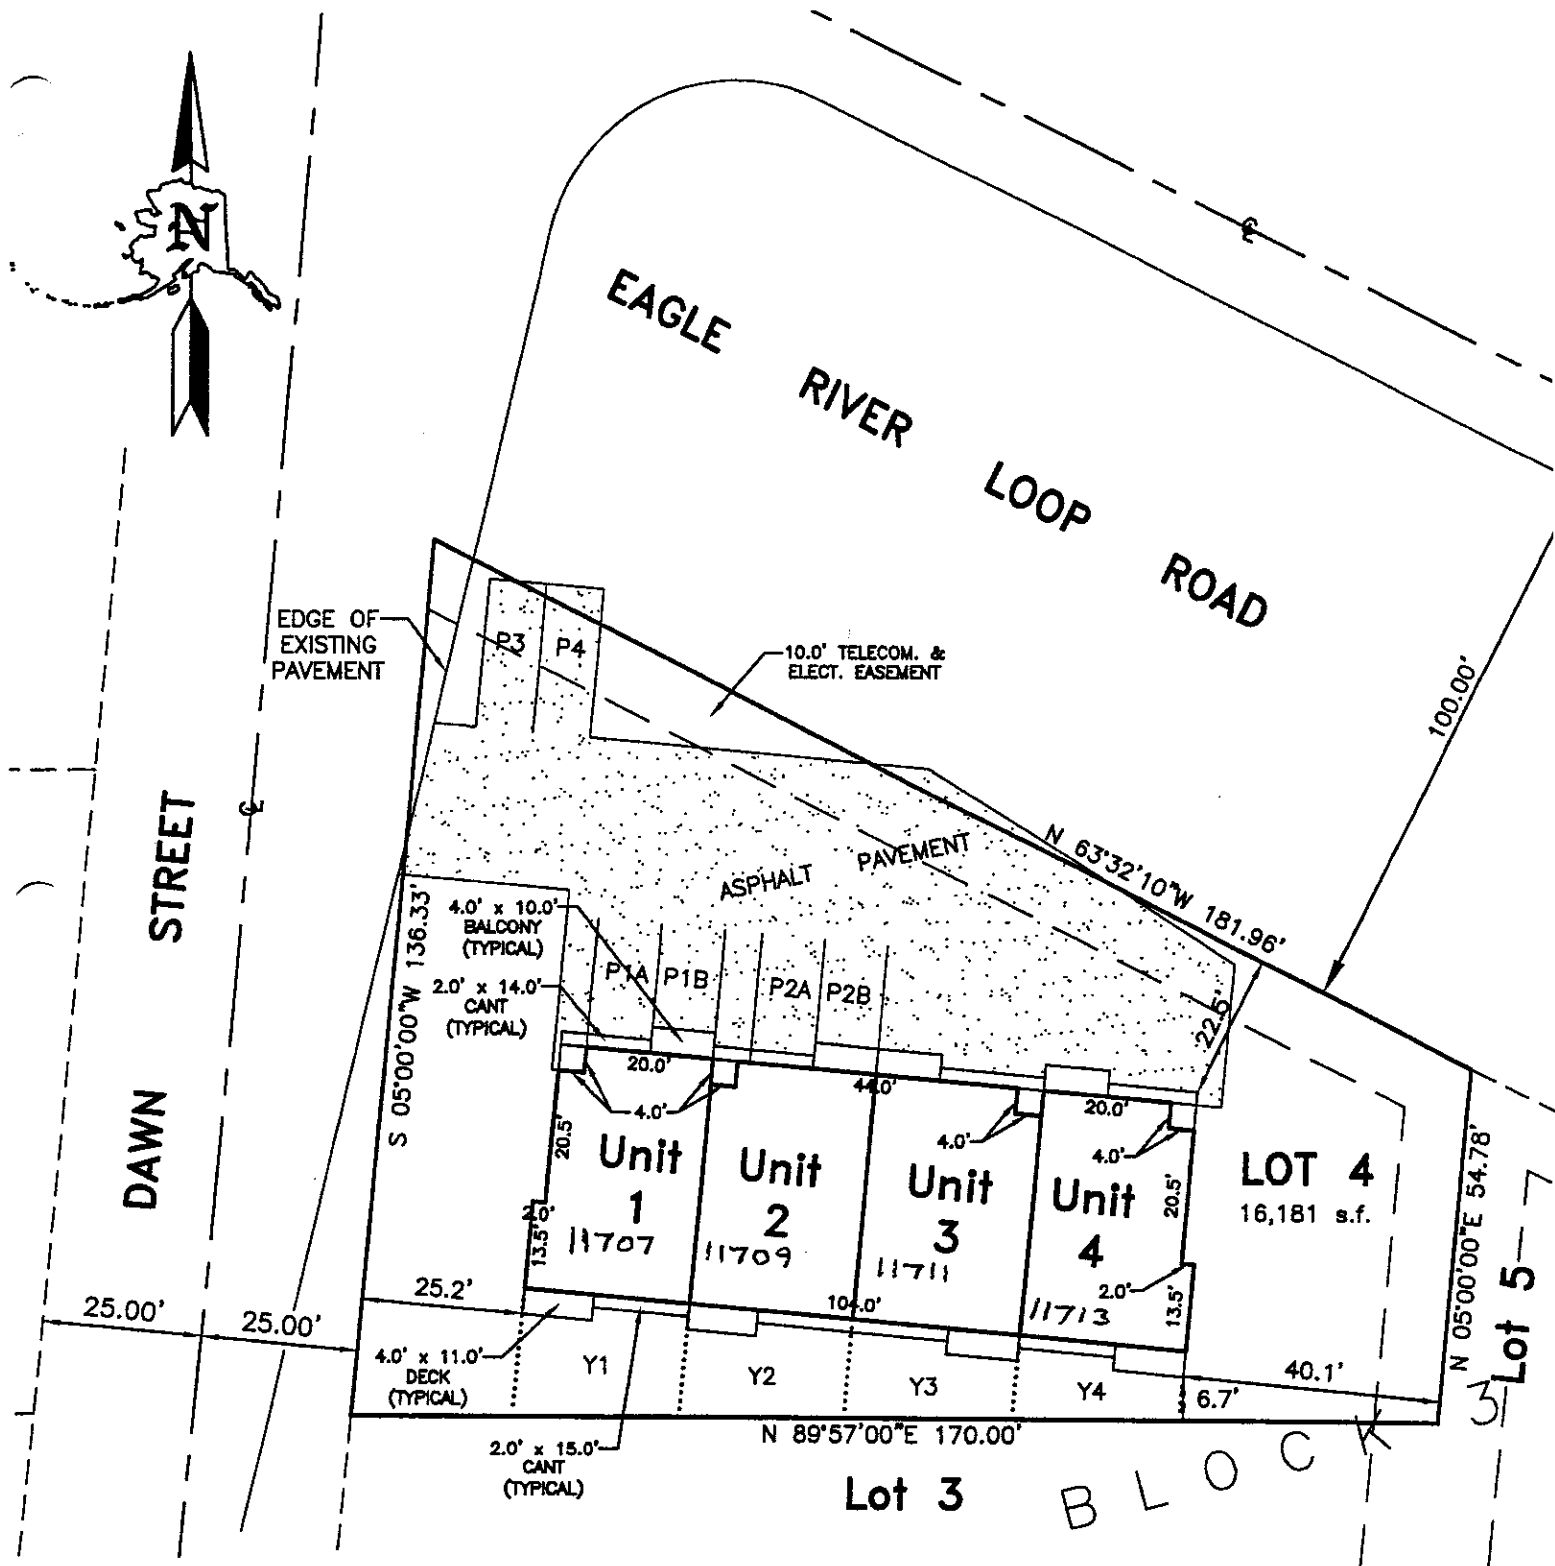 N
EAGLE RIVER LOOP ROAD
℄
EDGE OF
EXISTING
PAVEMENT
P3
P4
10.0' TELECOM. &
ELECT. EASEMENT
100.00'
℄
DAWN STREET
N 63°32'10"W 181.96'
ASPHALT PAVEMENT
S 05°00'00"W 136.33'
4.0' x 10.0'
BALCONY
(TYPICAL)
2.0' x 14.0'
CANT
(TYPICAL)
P1A
P1B
P2A
P2B
22.5'
20.0'
44.0'
20.0'
4.0'
4.0'
4.0'
20.5'
Unit
1
11707
Unit
2
11709
Unit
3
11711
Unit
4
11713
20.5'
LOT 4
16,181 s.f.
N 05°00'00"E 54.78'
Lot 5
2.0'
13.5'
2.0'
13.5'
104.0'
25.00'
25.00'
25.2'
40.1'
6.7'
4.0' x 11.0'
DECK
(TYPICAL)
Y1
Y2
Y3
Y4
N 89°57'00"E 170.00'
2.0' x 15.0'
CANT
(TYPICAL)
Lot 3
BLOCK 3